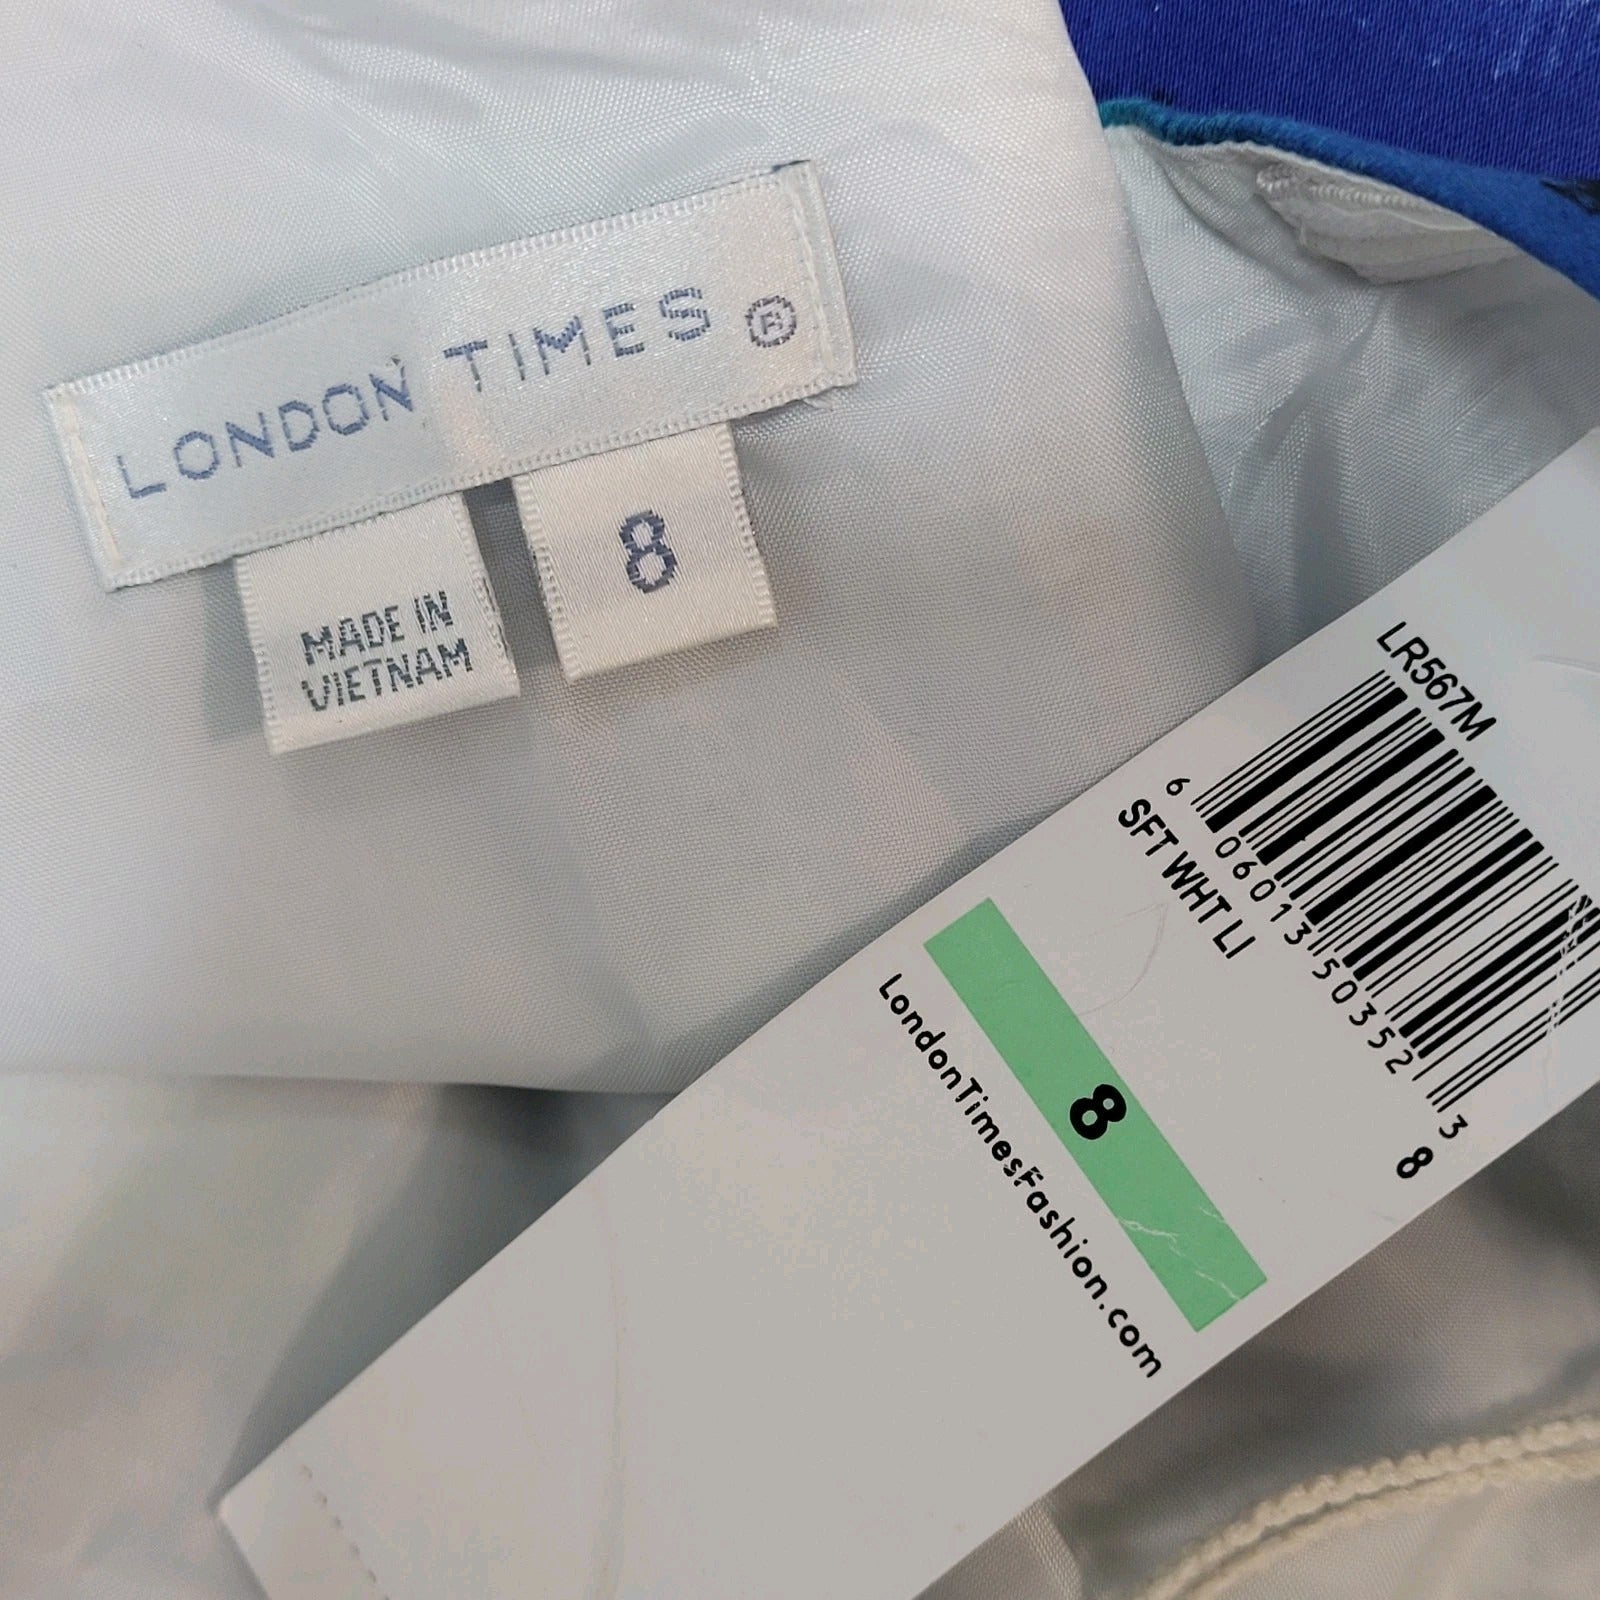 LONDON TIMES ®
MADE IN
VIETNAM
8
LR567M
6 06013 50352 3
SFT WHT LI
8
8
LondonTimesFashion.com